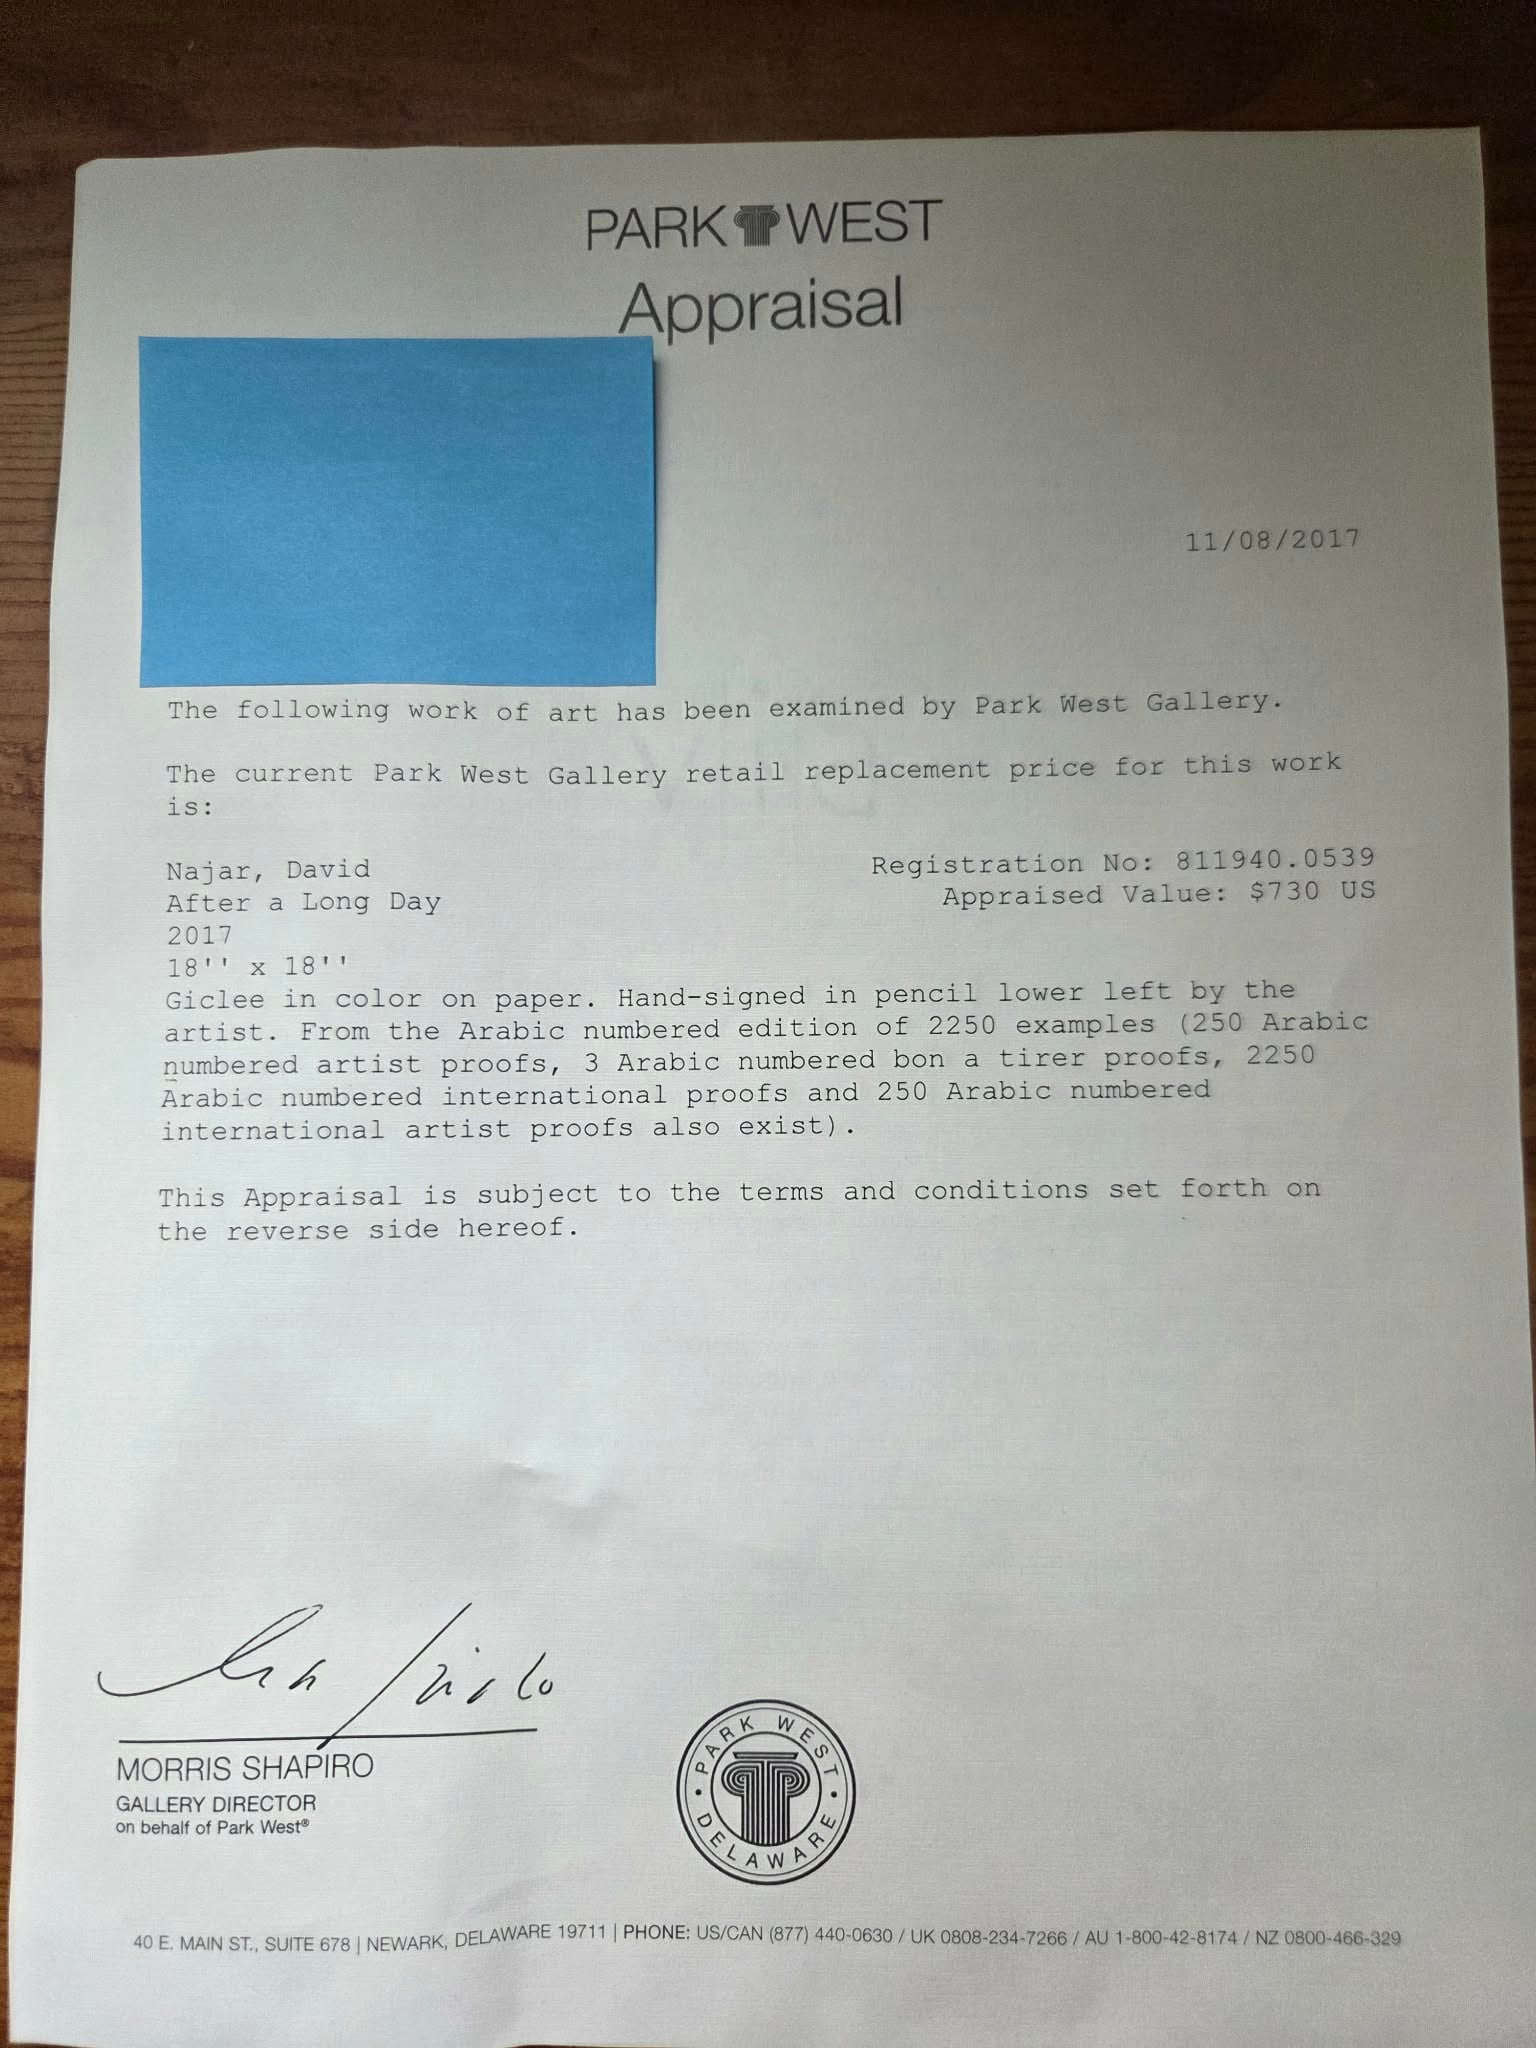 PARK WEST
Appraisal
11/08/2017
The following work of art has been examined by Park West Gallery.
The current Park West Gallery retail replacement price for this work
is:
Najar, David
Registration No: 811940.0539
After a Long Day
Appraised Value: $730 US
2017
18'' x 18''
Giclee in color on paper. Hand-signed in pencil lower left by the
artist. From the Arabic numbered edition of 2250 examples (250 Arabic
numbered artist proofs, 3 Arabic numbered bon a tirer proofs, 2250
Arabic numbered international proofs and 250 Arabic numbered
international artist proofs also exist).
This Appraisal is subject to the terms and conditions set forth on
the reverse side hereof.
MORRIS SHAPIRO
GALLERY DIRECTOR
on behalf of Park West®
PARK WEST
DELAWARE
40 E. MAIN ST., SUITE 678 | NEWARK, DELAWARE 19711 | PHONE: US/CAN (877) 440-0630 / UK 0808-234-7266 / AU 1-800-42-8174 / NZ 0800-466-329